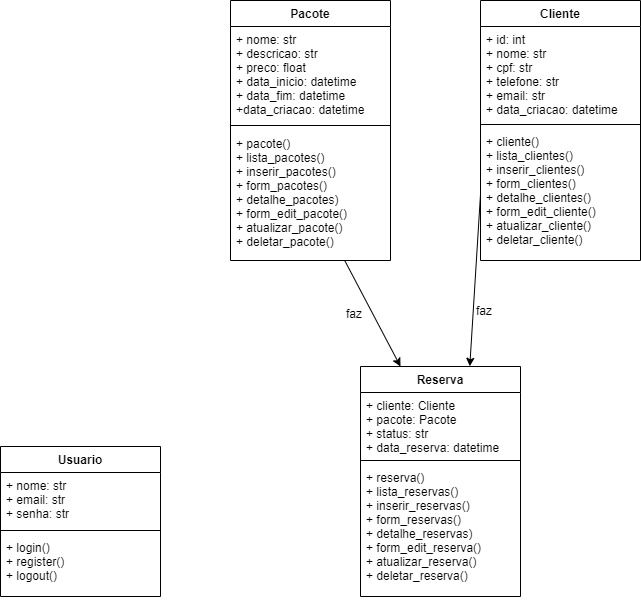 Pacote
+ nome: str
+ descricao: str
+ preco: float
+ data_inicio: datetime
+ data_fim: datetime
+data_criacao: datetime
+ pacote()
+ lista_pacotes()
+ inserir_pacotes()
+ form_pacotes()
+ detalhe_pacotes)
+ form_edit_pacote()
+ atualizar_pacote()
+ deletar_pacote()
Cliente
+ id: int
+ nome: str
+ cpf: str
+ telefone: str
+ email: str
+ data_criacao: datetime
+ cliente()
+ lista_clientes()
+ inserir_clientes()
+ form_clientes()
+ detalhe_clientes()
+ form_edit_cliente()
+ atualizar_cliente()
+ deletar_cliente()
faz
faz
Reserva
+ cliente: Cliente
+ pacote: Pacote
+ status: str
+ data_reserva: datetime
+ reserva()
+ lista_reservas()
+ inserir_reservas()
+ form_reservas()
+ detalhe_reservas)
+ form_edit_reserva()
+ atualizar_reserva()
+ deletar_reserva()
Usuario
+ nome: str
+ email: str
+ senha: str
+ login()
+ register()
+ logout()